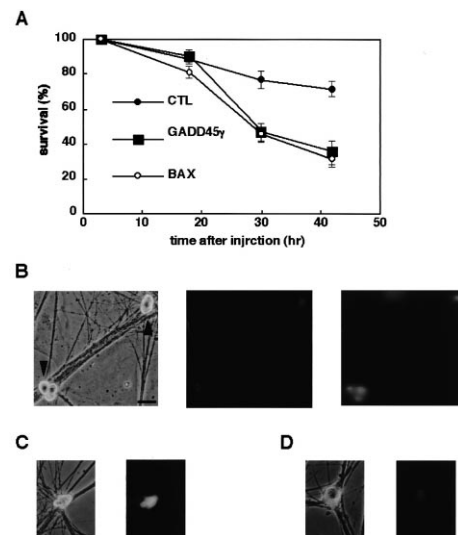 A
100
80
60
40
20
0
survival (%)
CTL
GADD45γ
BAX
0 10 20 30 40 50
time after injrction (hr)
B
C
D